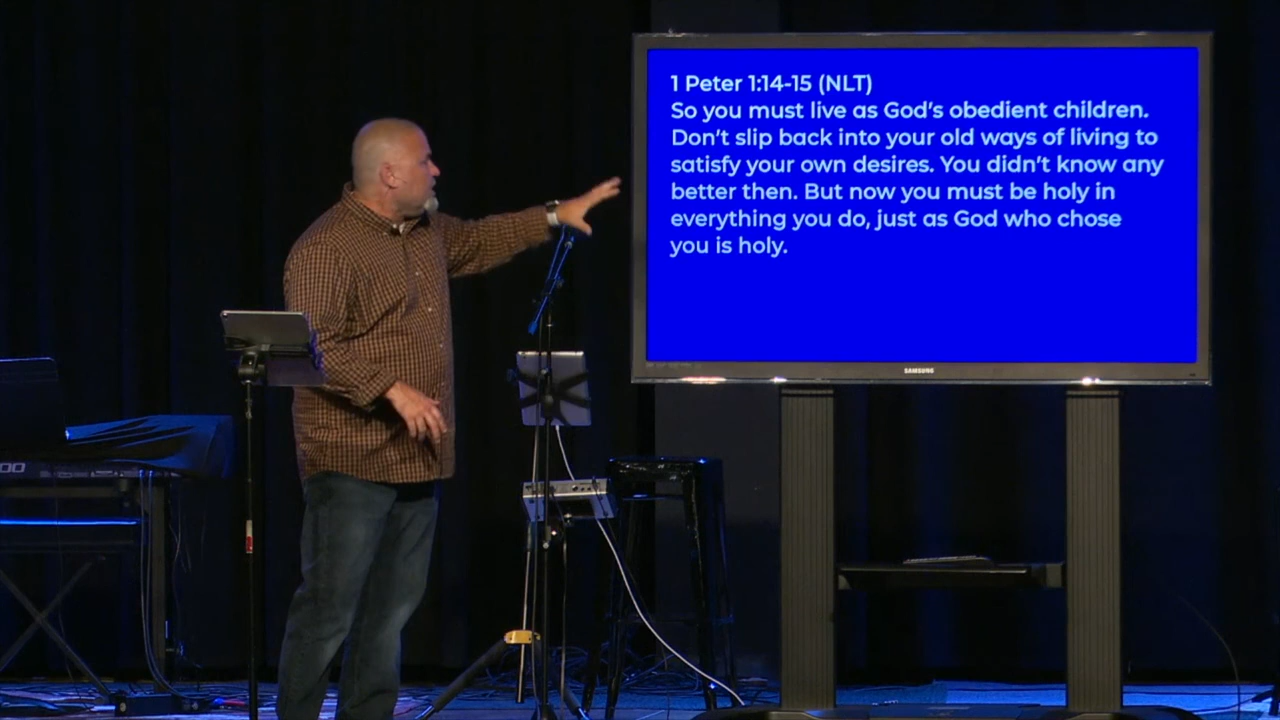 1 Peter 1:14-15 (NLT)
So you must live as God's obedient children.
Don't slip back into your old ways of living to
satisfy your own desires. You didn't know any
better then. But now you must be holy in
everything you do, just as God who chose
you is holy.
SAMSUNG
00